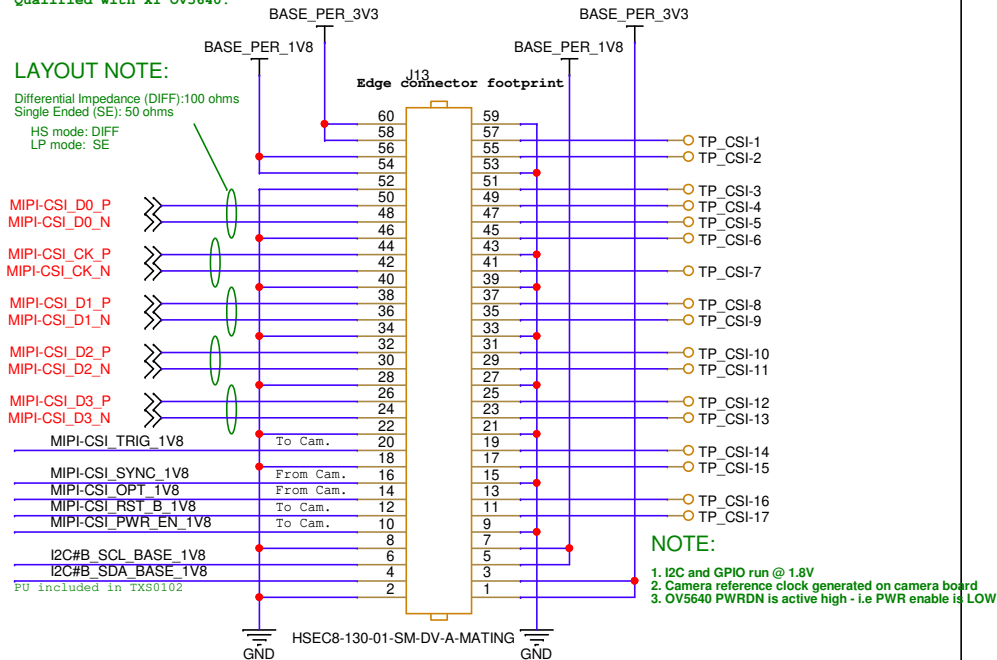 Qualified with x1 OV5640.
BASE_PER_3V3
BASE_PER_3V3
BASE_PER_1V8
BASE_PER_1V8
LAYOUT NOTE:
Differential Impedance (DIFF):100 ohms
Single Ended (SE): 50 ohms
HS mode: DIFF
LP mode: SE
J13
Edge connector footprint
60 59
58 57 TP_CSI-1
56 55 TP_CSI-2
54 53
52 51 TP_CSI-3
MIPI-CSI_D0_P 50 49 TP_CSI-4
MIPI-CSI_D0_N 48 47 TP_CSI-5
46 45 TP_CSI-6
MIPI-CSI_CK_P 44 43
MIPI-CSI_CK_N 42 41 TP_CSI-7
40 39
MIPI-CSI_D1_P 38 37 TP_CSI-8
MIPI-CSI_D1_N 36 35 TP_CSI-9
34 33
MIPI-CSI_D2_P 32 31 TP_CSI-10
MIPI-CSI_D2_N 30 29 TP_CSI-11
28 27
MIPI-CSI_D3_P 26 25 TP_CSI-12
MIPI-CSI_D3_N 24 23 TP_CSI-13
22 21
MIPI-CSI_TRIG_1V8 To Cam. 20 19 TP_CSI-14
18 17 TP_CSI-15
MIPI-CSI_SYNC_1V8 From Cam. 16 15
MIPI-CSI_OPT_1V8 From Cam. 14 13 TP_CSI-16
MIPI-CSI_RST_B_1V8 To Cam. 12 11 TP_CSI-17
MIPI-CSI_PWR_EN_1V8 To Cam. 10 9
8 7
I2C#B_SCL_BASE_1V8 6 5
I2C#B_SDA_BASE_1V8 4 3
PU included in TXS0102 2 1
NOTE:
1. I2C and GPIO run @ 1.8V
2. Camera reference clock generated on camera board
3. OV5640 PWRDN is active high - i.e PWR enable is LOW
HSEC8-130-01-SM-DV-A-MATING
GND
GND